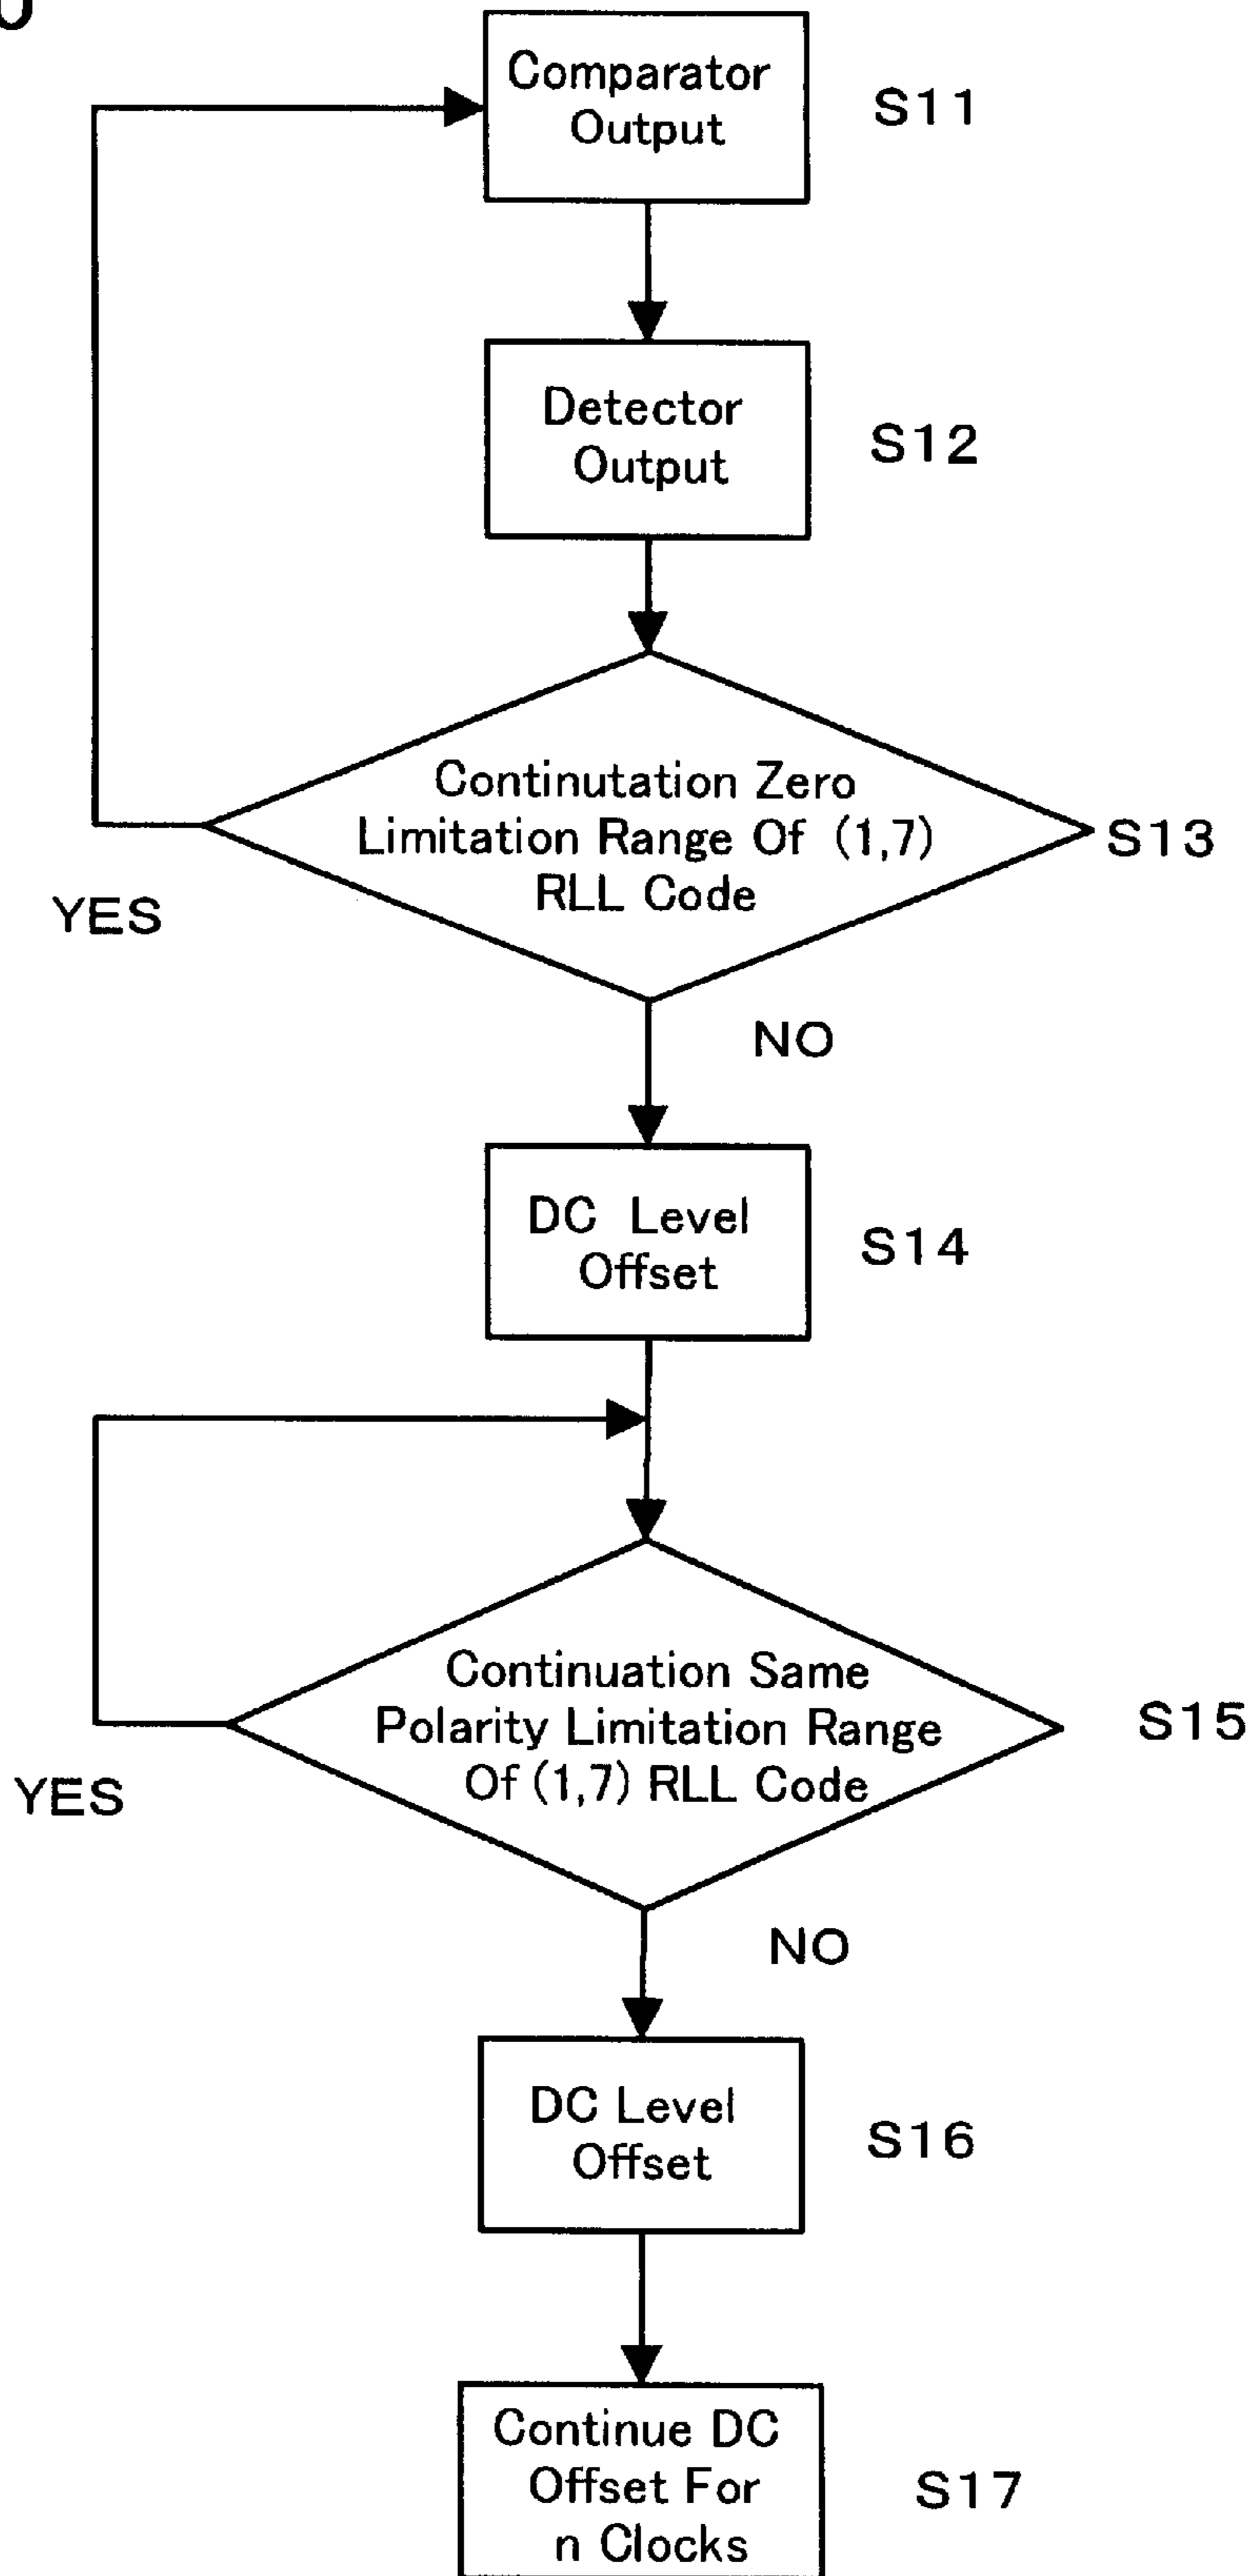 Comparator
Output
S11
Detector
Output
S12
Continutation Zero
Limitation Range Of (1,7)
RLL Code
S13
YES
NO
DC Level
Offset
S14
Continuation Same
Polarity Limitation Range
Of (1,7) RLL Code
S15
YES
NO
DC Level
Offset
S16
Continue DC
Offset For
n Clocks
S17